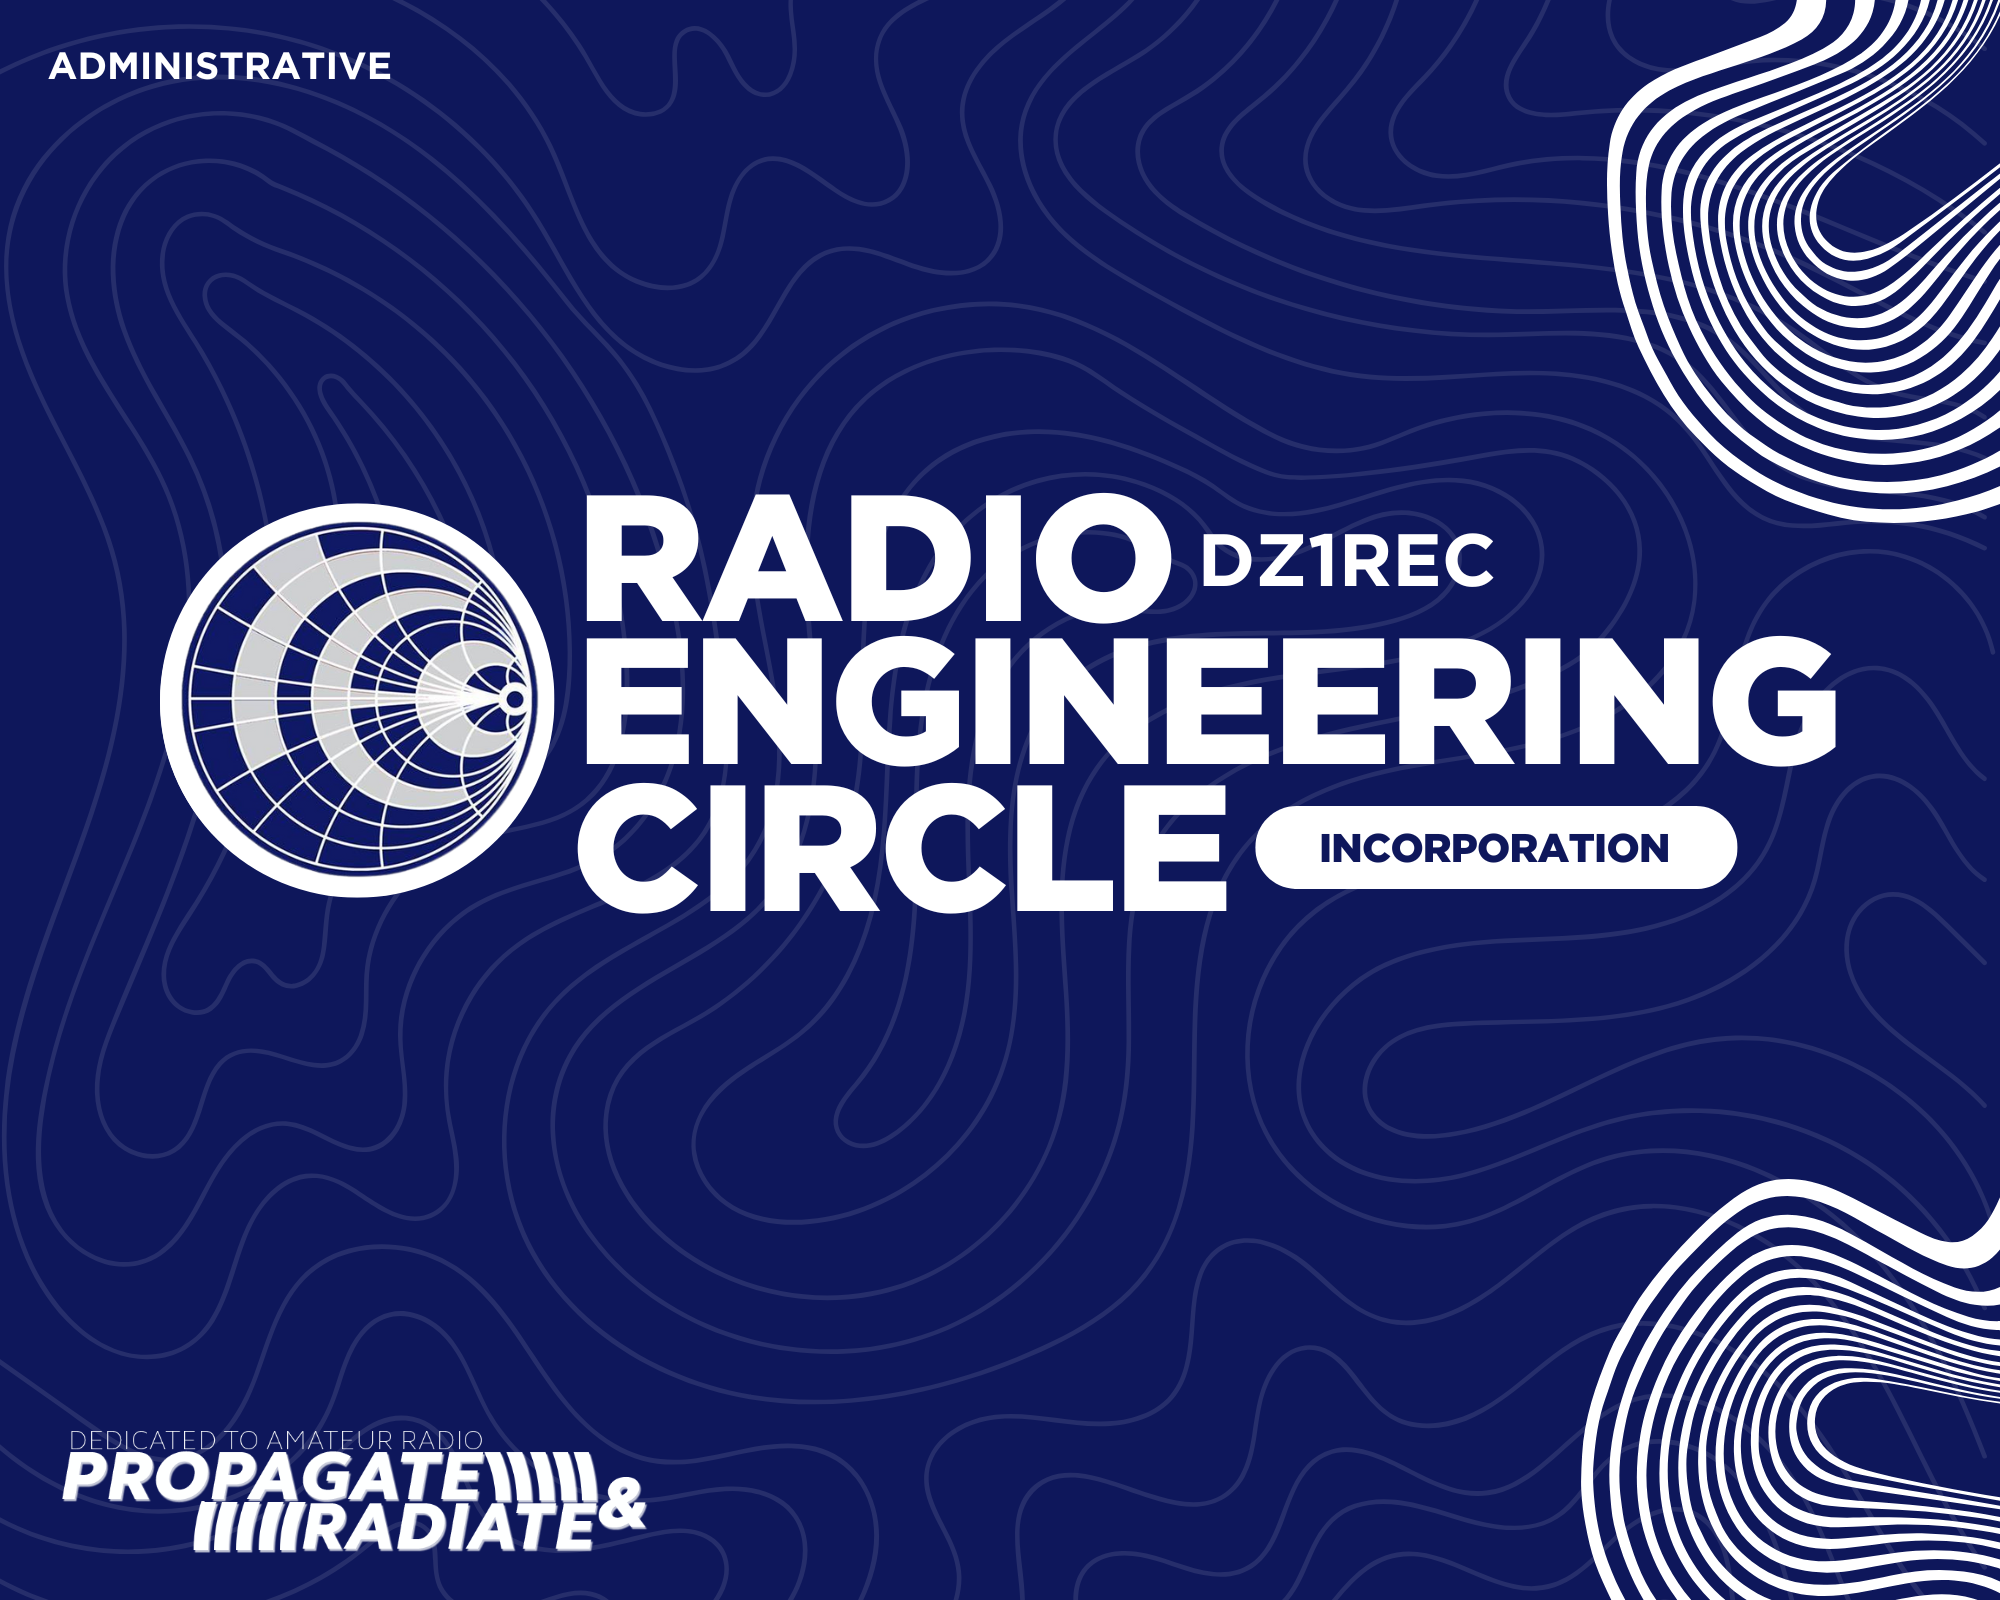 ADMINISTRATIVE
RADIO DZ1REC
ENGINEERING
CIRCLE INCORPORATION
DEDICATED TO AMATEUR RADIO
PROPAGATE &
RADIATE